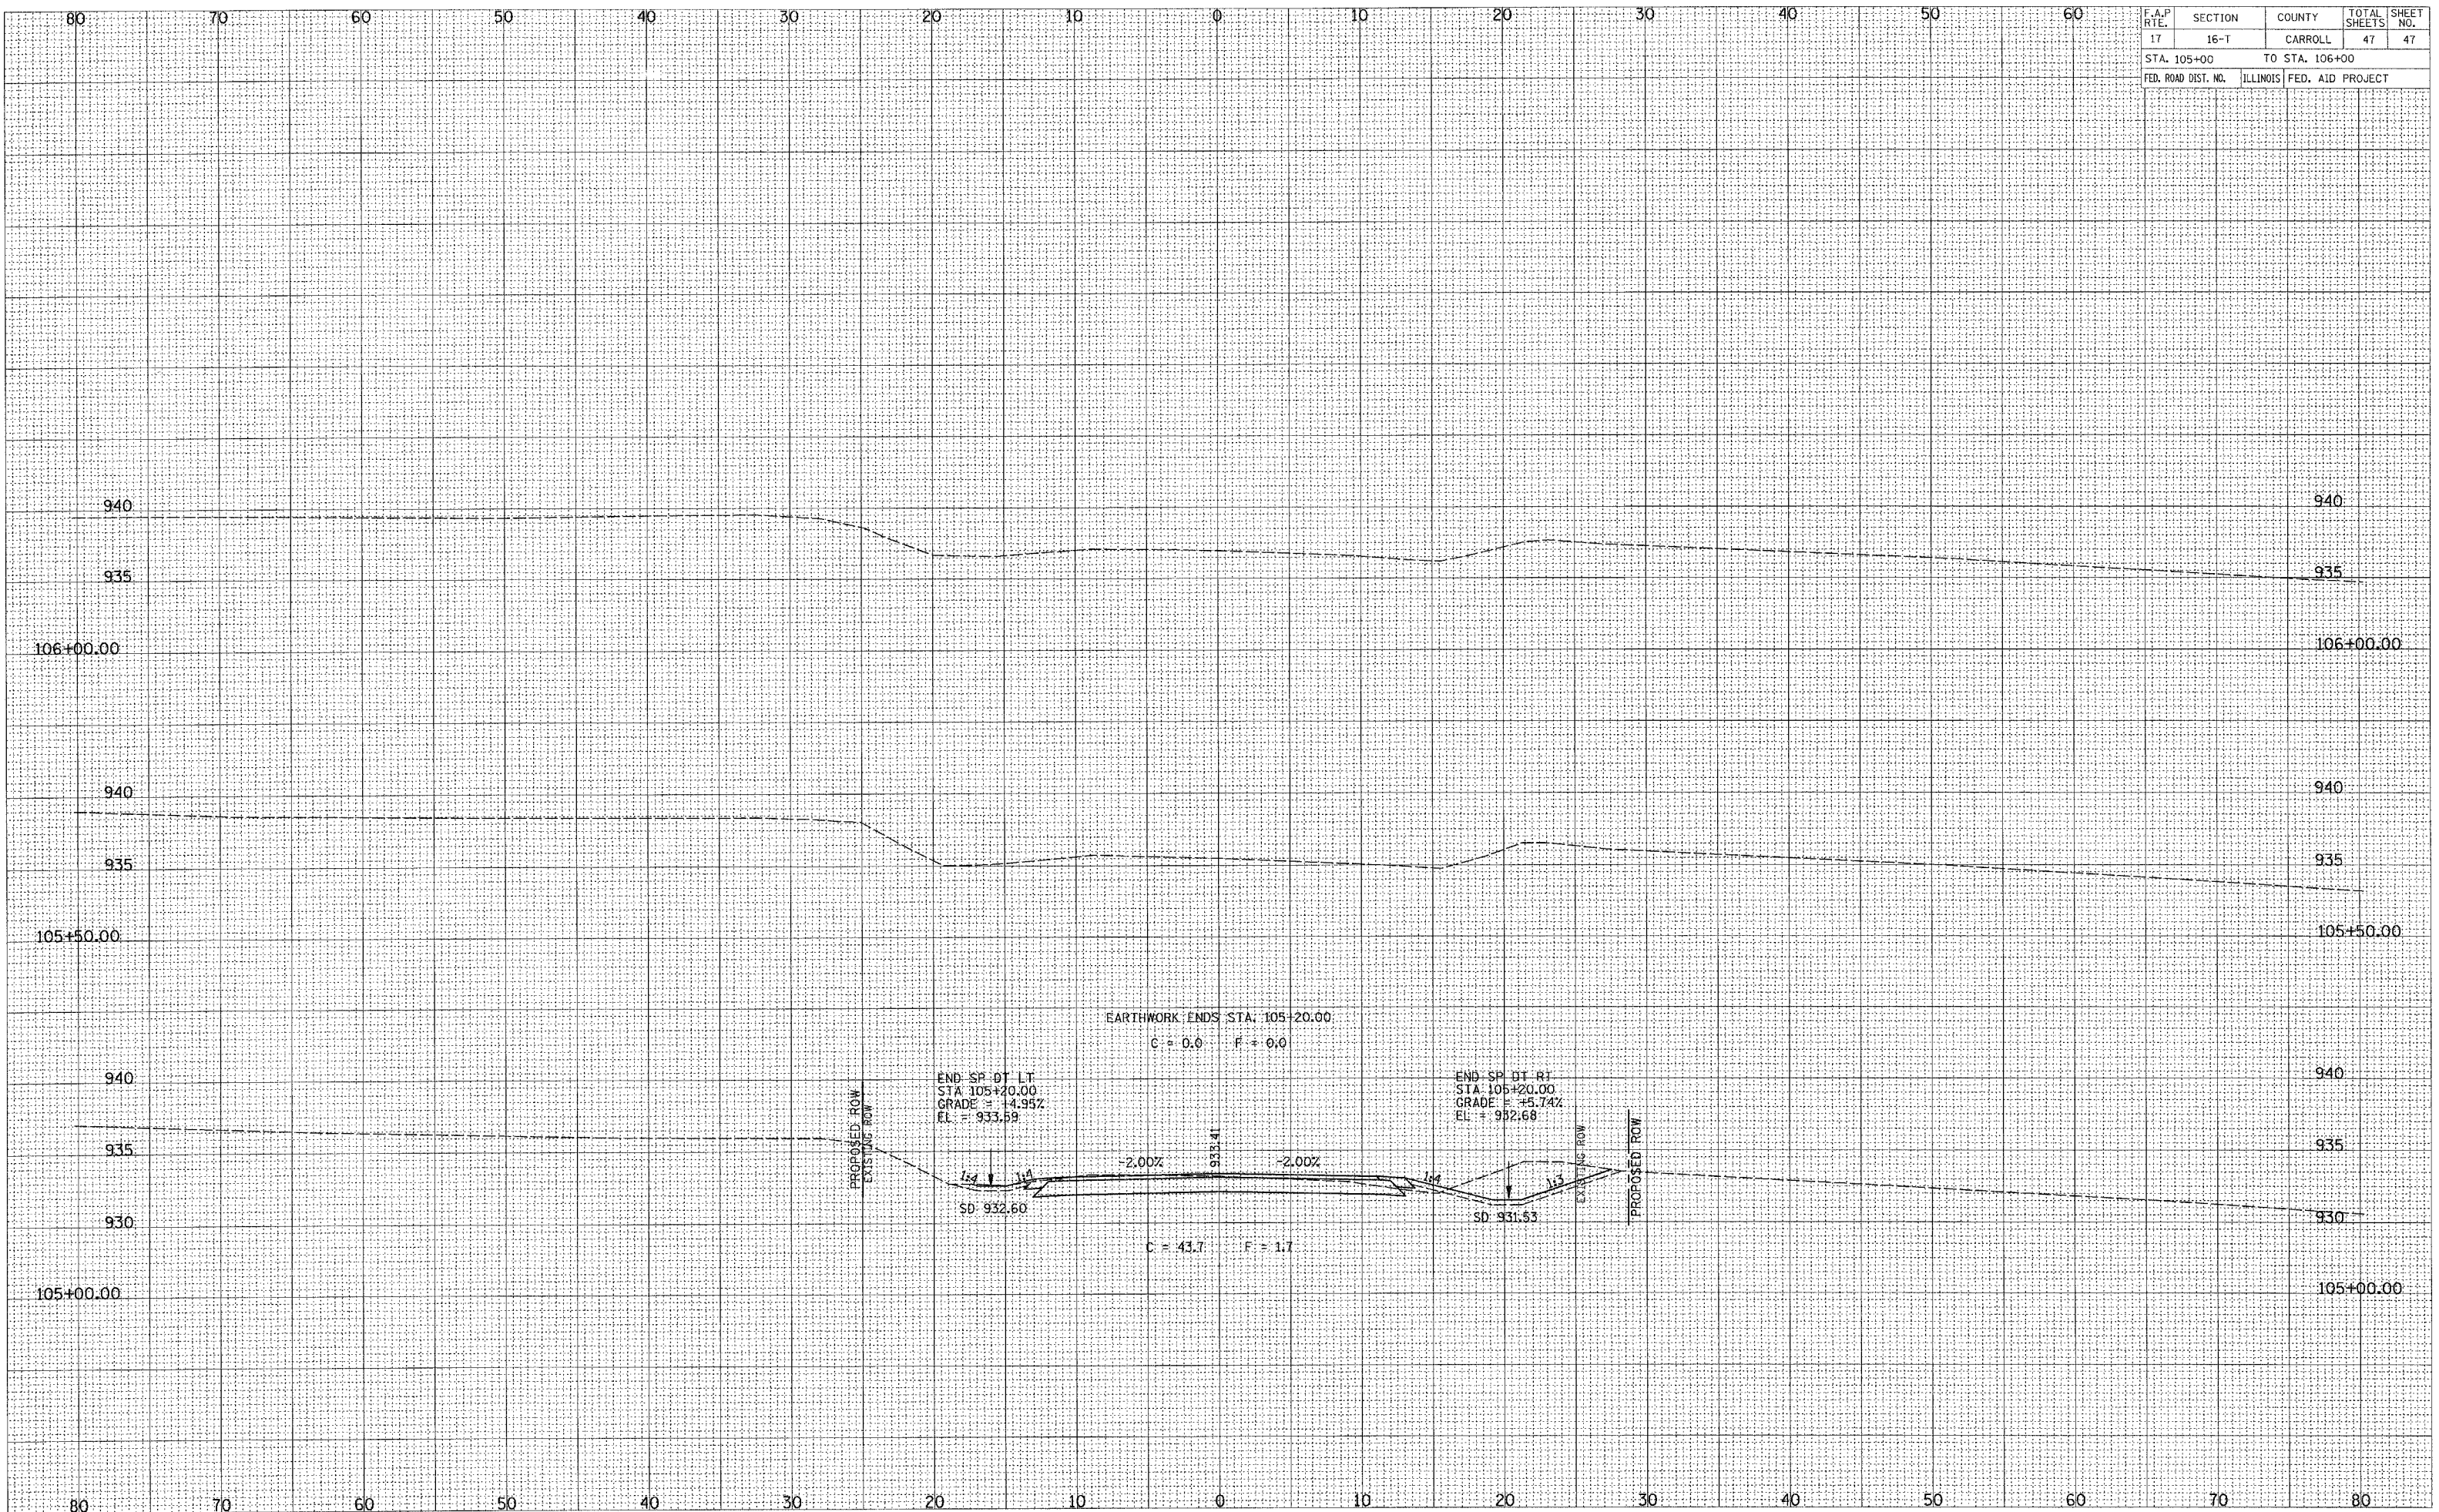 80 70 60 50 40 30 20 10 0 10 20 30 40 50 60
F.A.P RTE. SECTION COUNTY TOTAL SHEETS SHEET NO.
17 16-T CARROLL 47 47
STA. 105+00 TO STA. 106+00
FED. ROAD DIST. NO. ILLINOIS FED. AID PROJECT
940 940
935 935
106+00.00 106+00.00
940 940
935 935
105+50.00 105+50.00
EARTHWORK ENDS STA. 105+20.00
C = 0.0 F = 0.0
940 940
END SP DT LT
STA 105+20.00
GRADE = +4.95%
EL = 933.59
END SP DT RT
STA 105+20.00
GRADE = +5.74%
EL = 932.68
PROPOSED ROW
EXISTING ROW
935 935
1:4 1:4 -2.00% 933.41 -2.00% 1:4 1:3
EXISTING ROW
PROPOSED ROW
SD 932.60
SD 931.53
930 930
C = 43.7 F = 1.7
105+00.00 105+00.00
80 70 60 50 40 30 20 10 0 10 20 30 40 50 60 70 80